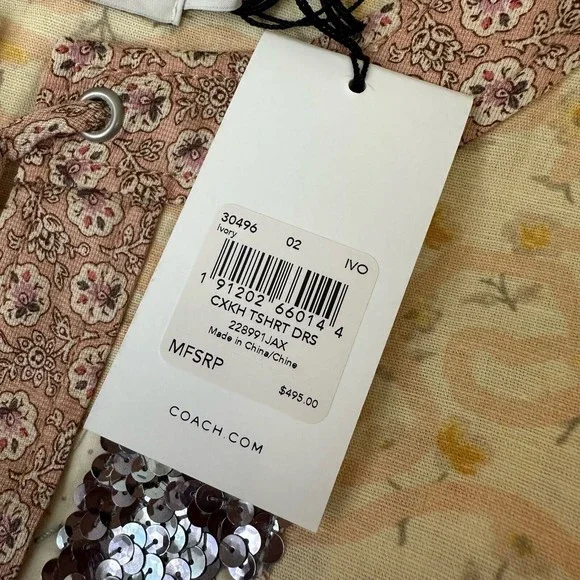 30496 02 IVO
Ivory
1 91202 66014 4
CXKH TSHRT DRS
228991JAX
Made in China/Chine
MFSRP
$495.00
COACH.COM